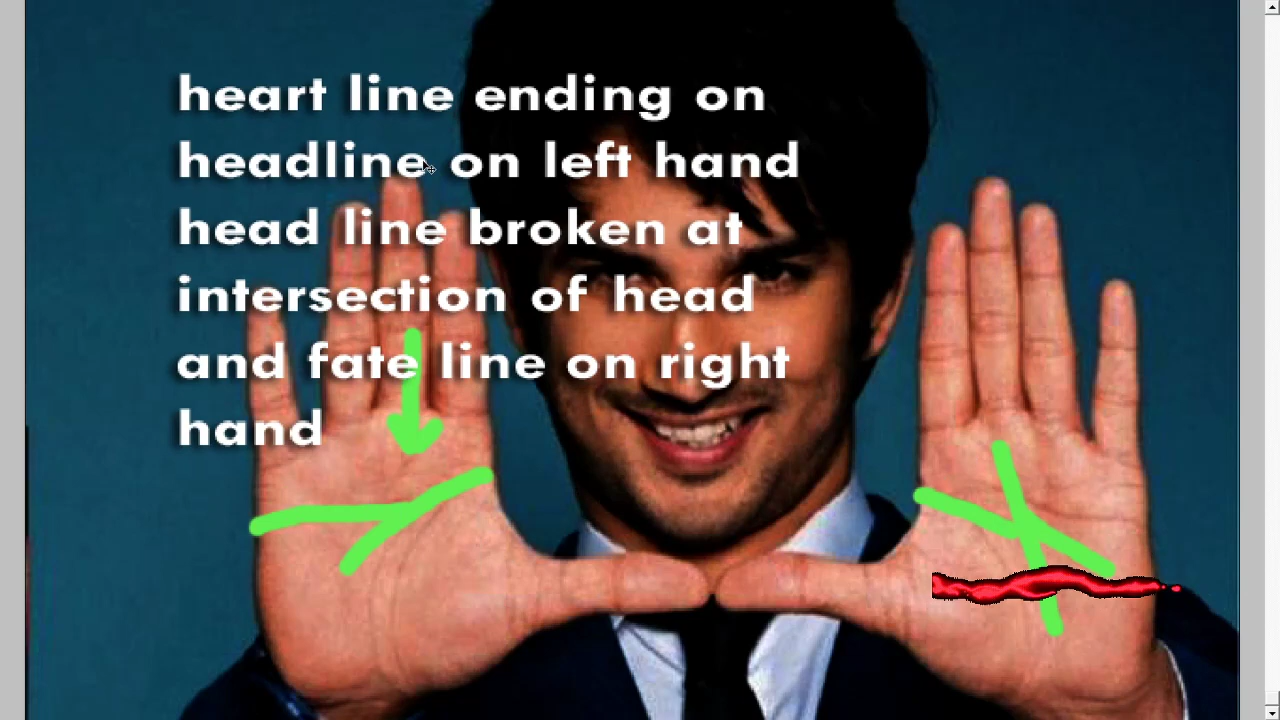 heart line ending on
headline on left hand
head line broken at
intersection of head
and fate line on right
hand